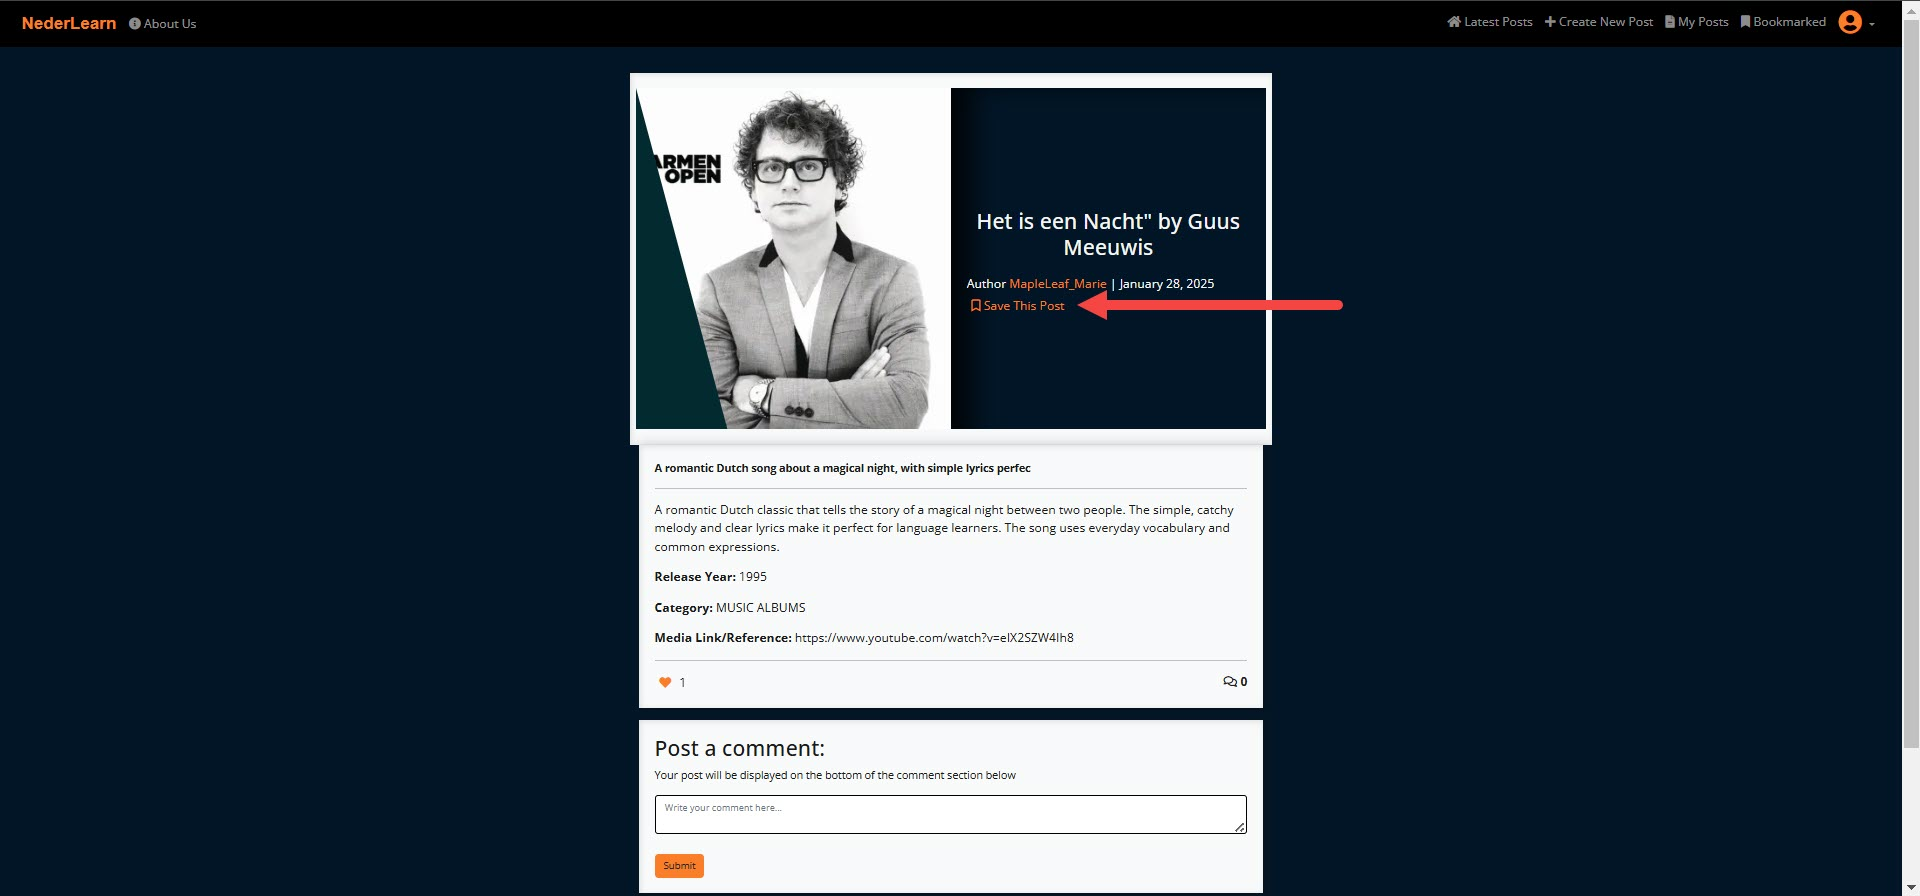 NederLearn About Us Latest Posts Create New Post My Posts Bookmarked
ARMEN
OPEN
Het is een Nacht" by Guus
Meeuwis
Author MapleLeaf_Marie | January 28, 2025
Save This Post
A romantic Dutch song about a magical night, with simple lyrics perfec
A romantic Dutch classic that tells the story of a magical night between two people. The simple, catchy
melody and clear lyrics make it perfect for language learners. The song uses everyday vocabulary and
common expressions.
Release Year: 1995
Category: MUSIC ALBUMS
Media Link/Reference: https://www.youtube.com/watch?v=elX2SZW4Ih8
1 0
Post a comment:
Your post will be displayed on the bottom of the comment section below
Write your comment here...
Submit